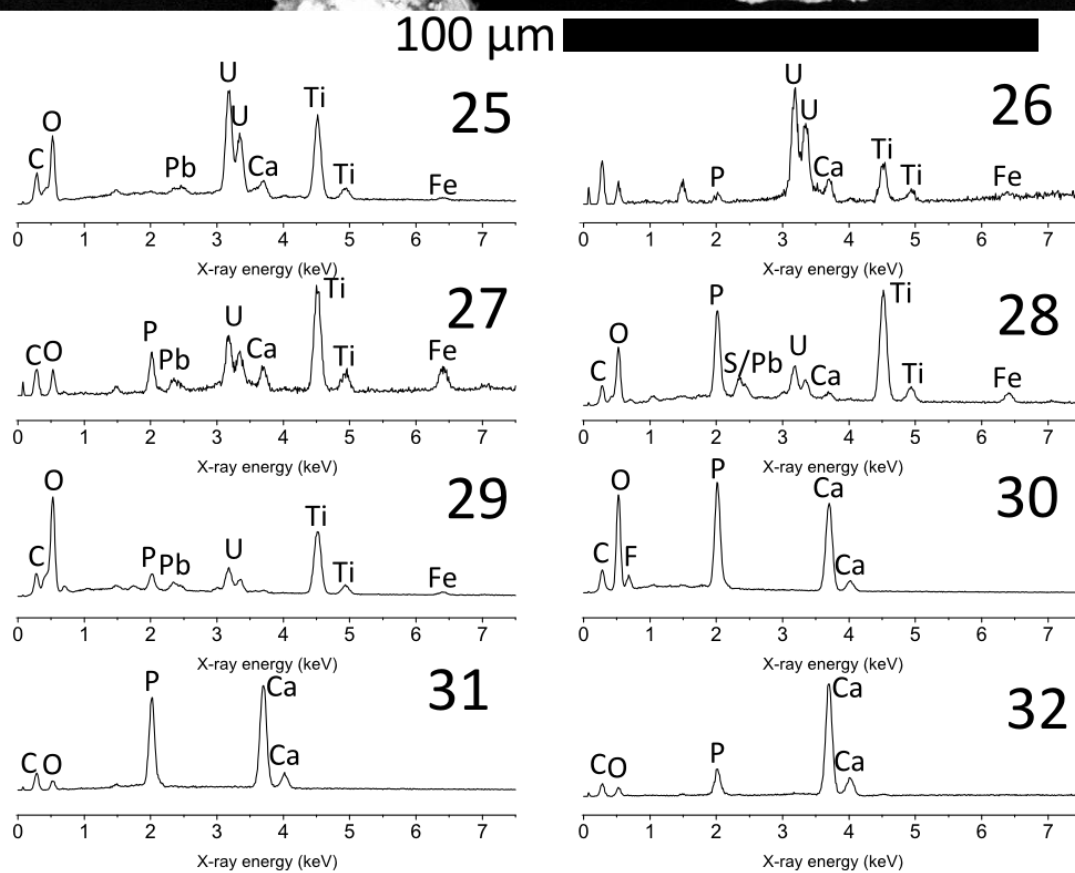 100 μm
25
U
U
Ti
O
C
Pb
Ca
Ti
Fe
0 1 2 3 4 5 6 7
X-ray energy (keV)
26
U
U
P
Ca
Ti
Ti
Fe
0 1 2 3 4 5 6 7
X-ray energy (keV)
27
Ti
C O
P
Pb
U
Ca
Ti
Fe
0 1 2 3 4 5 6 7
X-ray energy (keV)
28
P
Ti
O
C
S/Pb
U
Ca
Ti
Fe
0 1 2 3 4 5 6 7
X-ray energy (keV)
29
O
C
P Pb
U
Ti
Ti
Fe
0 1 2 3 4 5 6 7
X-ray energy (keV)
30
O
C F
P
Ca
Ca
0 1 2 3 4 5 6 7
X-ray energy (keV)
31
C O
P
Ca
Ca
0 1 2 3 4 5 6 7
X-ray energy (keV)
32
C O
P
Ca
Ca
0 1 2 3 4 5 6 7
X-ray energy (keV)